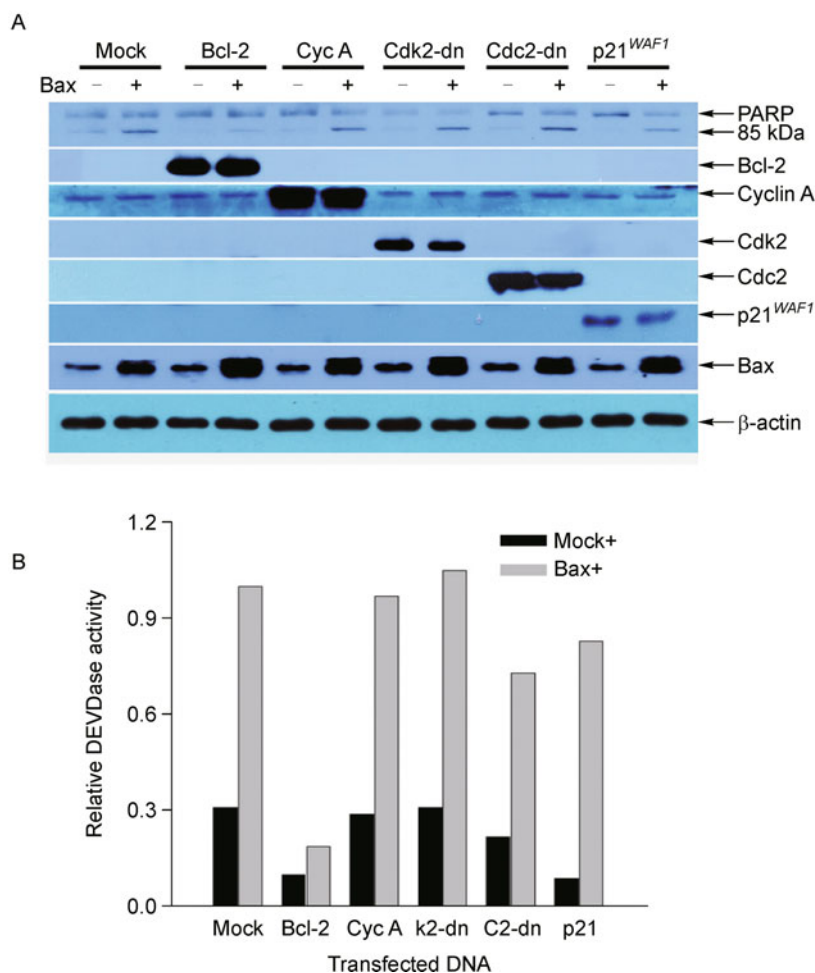 A
Mock Bcl-2 Cyc A Cdk2-dn Cdc2-dn p21WAF1
Bax − + − + − + − + − + − +
PARP
85 kDa
Bcl-2
Cyclin A
Cdk2
Cdc2
p21WAF1
Bax
β-actin
B
1.2
0.9
0.6
0.3
0.0
Relative DEVDase activity
Mock+
Bax+
Mock Bcl-2 Cyc A k2-dn C2-dn p21
Transfected DNA